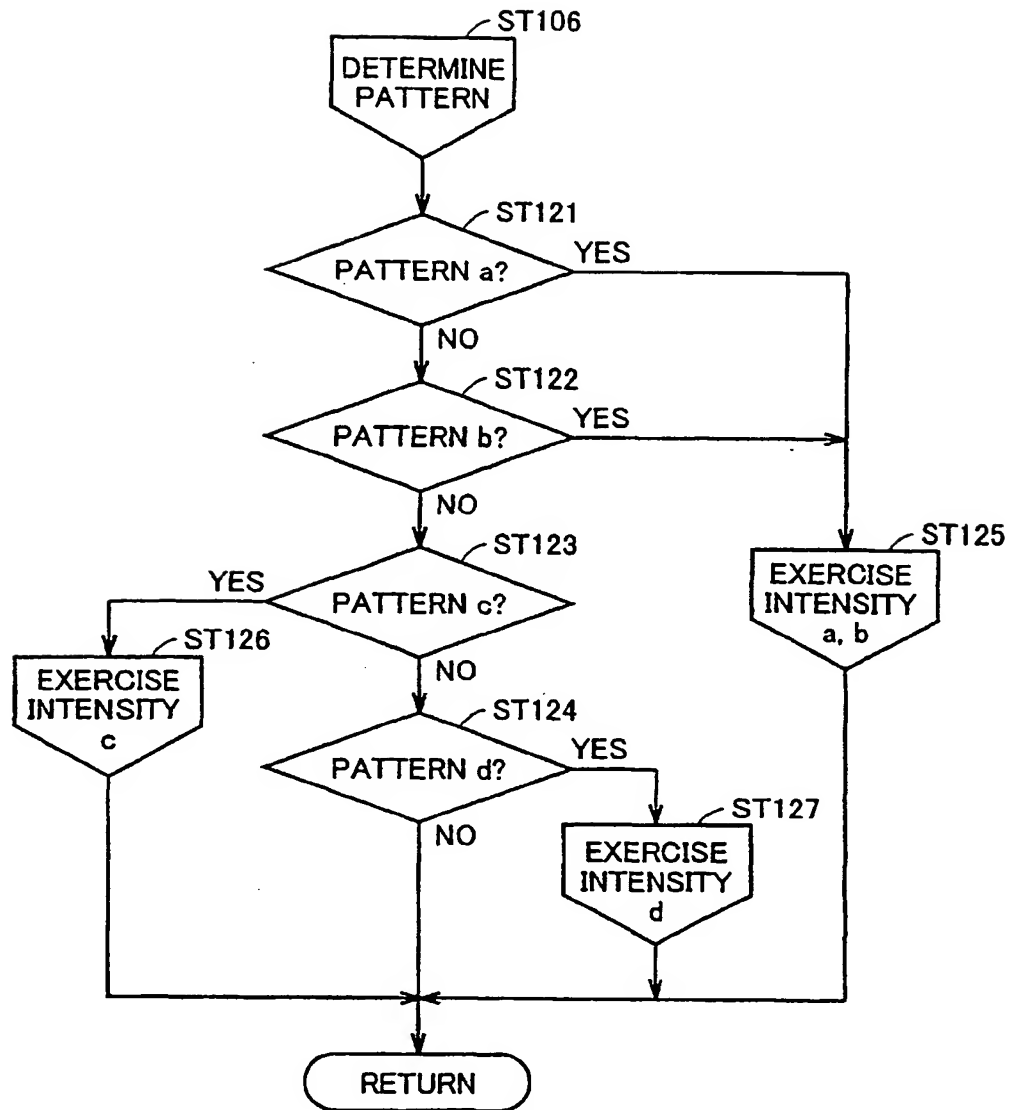 ST106
DETERMINE
PATTERN
ST121
PATTERN a?
YES
NO
ST122
PATTERN b?
YES
NO
ST123
YES
PATTERN c?
NO
ST125
EXERCISE
INTENSITY
a, b
ST126
EXERCISE
INTENSITY
c
ST124
PATTERN d?
YES
NO
ST127
EXERCISE
INTENSITY
d
RETURN